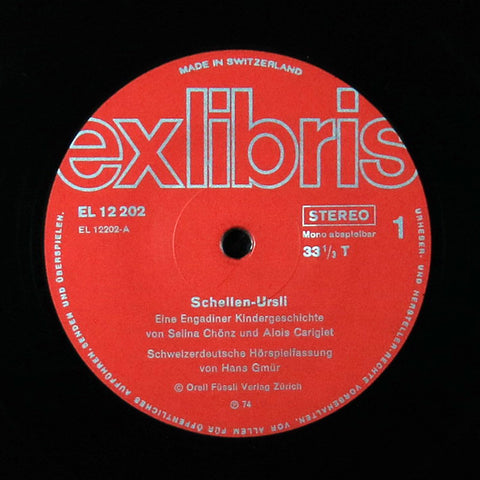 MADE IN SWITZERLAND
exlibris
EL 12 202
EL 12202-A
STEREO
Mono abspielbar
33 1/3 T
1
Schellen-Ursli
Eine Engadiner Kindergeschichte
von Selina Chönz und Alois Carigiet
Schweizerdeutsche Hörspielfassung
von Hans Gmür
© Orell Füssli Verlag Zürich
℗ 74
URHEBER- UND HERSTELLER-RECHTE VORBEHALTEN, VOR ALLEM FÜR ÖFFENTLICHES AUFFÜHREN, SENDEN UND ÜBERSPIELEN.